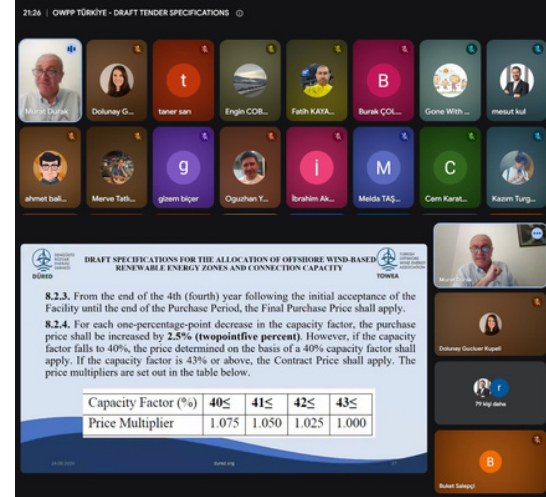 21:26 | OWPP TÜRKİYE - DRAFT TENDER SPECIFICATIONS
Murat Durak
Dolunay G...
t
taner sarı
Engin COB...
Fatih KAYA...
B
Burak ÇOL...
Gone With ...
mesut kul
ahmet bali...
Merve Tatlı...
g
gizem biçer
Oguzhan Y...
i
İbrahim Ak...
M
Melda TAŞ...
C
Cem Karat...
Kazım Turg...
DÜRED
DRAFT SPECIFICATIONS FOR THE ALLOCATION OF OFFSHORE WIND-BASED
RENEWABLE ENERGY ZONES AND CONNECTION CAPACITY
TOWEA
8.2.3. From the end of the 4th (fourth) year following the initial acceptance of the
Facility until the end of the Purchase Period, the Final Purchase Price shall apply.
8.2.4. For each one-percentage-point decrease in the capacity factor, the purchase
price shall be increased by 2.5% (twopointfive percent). However, if the capacity
factor falls to 40%, the price determined on the basis of a 40% capacity factor shall
apply. If the capacity factor is 43% or above, the Contract Price shall apply. The
price multipliers are set out in the table below.
Capacity Factor (%) 40≤ 41≤ 42≤ 43≤
Price Multiplier 1.075 1.050 1.025 1.000
dured.org
Murat Durak
Dolunay Gucluer Kupeli
r
79 kişi daha
B
Buket Salepçi